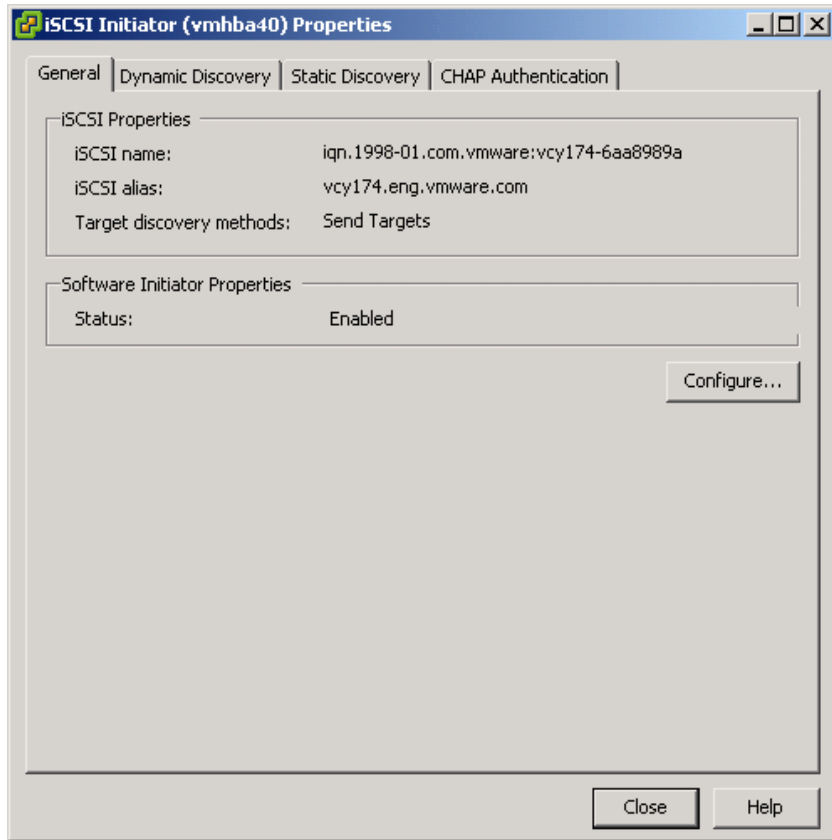 iSCSI Initiator (vmhba40) Properties
General Dynamic Discovery Static Discovery CHAP Authentication
iSCSI Properties
iSCSI name: iqn.1998-01.com.vmware:vcy174-6aa8989a
iSCSI alias: vcy174.eng.vmware.com
Target discovery methods: Send Targets
Software Initiator Properties
Status: Enabled
Configure...
Close Help